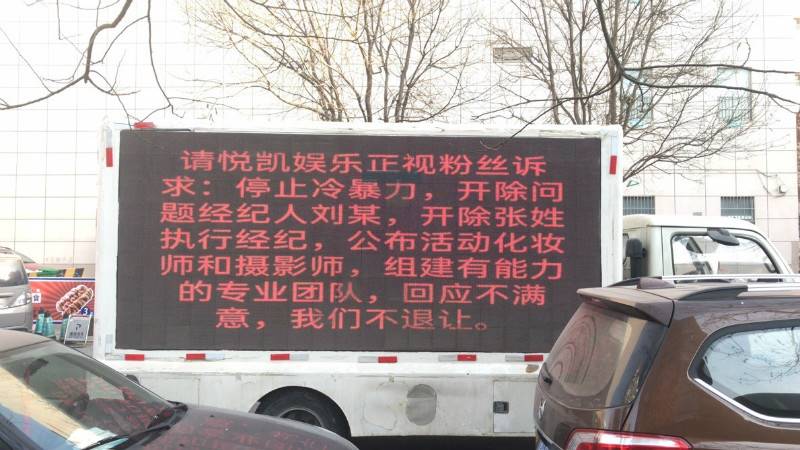 请悦凯娱乐正视粉丝诉
求：停止冷暴力，开除问
题经纪人刘某，开除张姓
执行经纪，公布活动化妆
师和摄影师，组建有能力
的专业团队，回应不满
意，我们不退让。